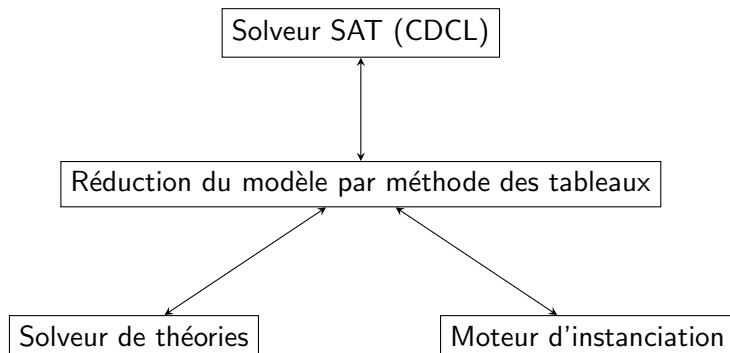 Solveur SAT (CDCL)
Réduction du modèle par méthode des tableaux
Solveur de théories
Moteur d'instanciation